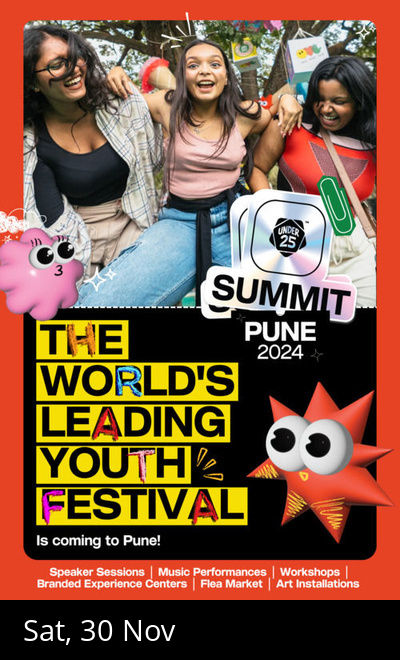 UNDER
25
SUMMIT
PUNE
2024
THE
WORLD'S
LEADING
YOUTH
FESTIVAL
Is coming to Pune!
Speaker Sessions | Music Performances | Workshops |
Branded Experience Centers | Flea Market | Art Installations
Sat, 30 Nov